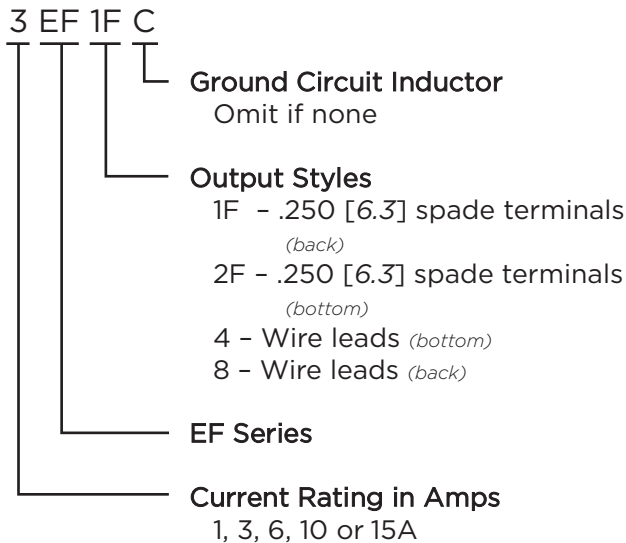 3 EF 1F C
Ground Circuit Inductor
Omit if none
Output Styles
1F – .250 [6.3] spade terminals
(back)
2F – .250 [6.3] spade terminals
(bottom)
4 – Wire leads (bottom)
8 – Wire leads (back)
EF Series
Current Rating in Amps
1, 3, 6, 10 or 15A